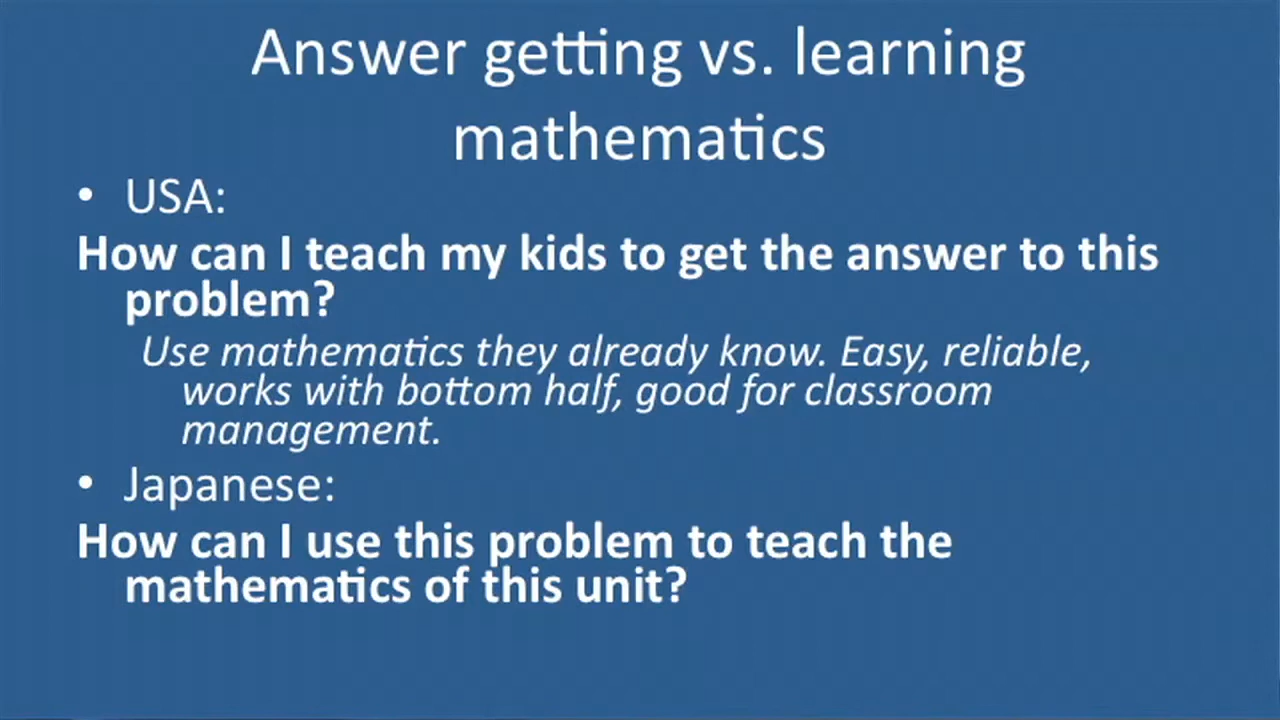 Answer getting vs. learning
mathematics
• USA:
How can I teach my kids to get the answer to this
problem?
Use mathematics they already know. Easy, reliable,
works with bottom half, good for classroom
management.
• Japanese:
How can I use this problem to teach the
mathematics of this unit?